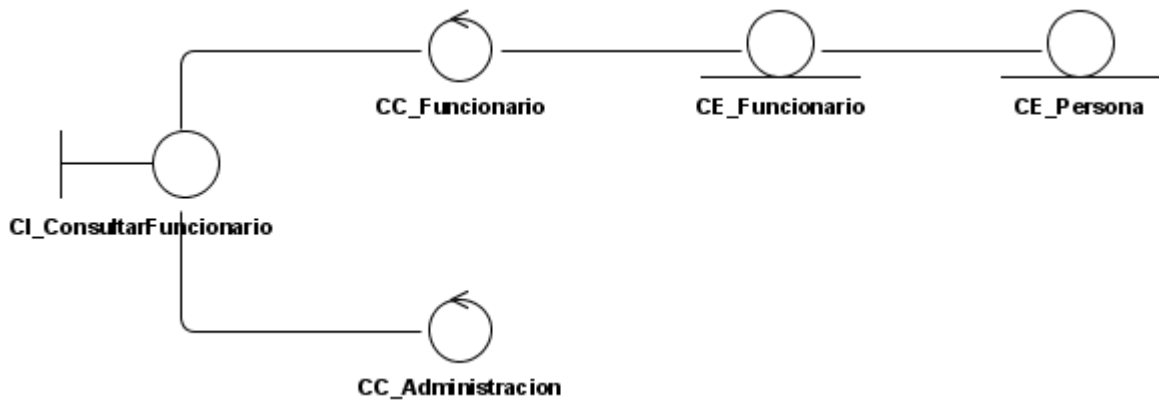 CC_Funcionario
CE_Funcionario
CE_Persona
CI_ConsultarFuncionario
CC_Administracion